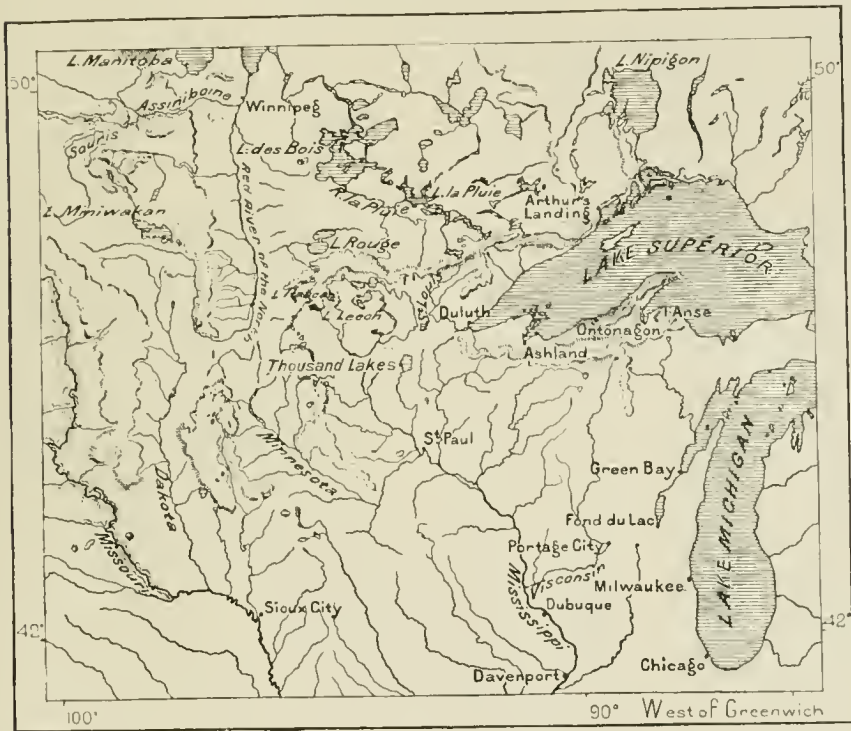 L. Manitoba
L. Nipigon
50°
50°
Assiniboine
Winnipeg
Souris
L. des Bois
R. la Pluie
L. la Pluie
Arthur's
Landing
L. Miniwakan
Red River of the North
L. Rouge
LAKE SUPÉRIOR
L. Leech
S. LOUIS
Duluth
l'Anse
Ontonagon
Ashland
Thousand Lakes
St Paul
Minnesota
Dakota
Green Bay
LAKE MICHIGAN
Fond du Lac
Portage City
Missouri
Wisconsin
Milwaukee
Mississippi
Dubuque
Sioux City
42°
42°
Chicago
Davenport
100°
90° West of Greenwich